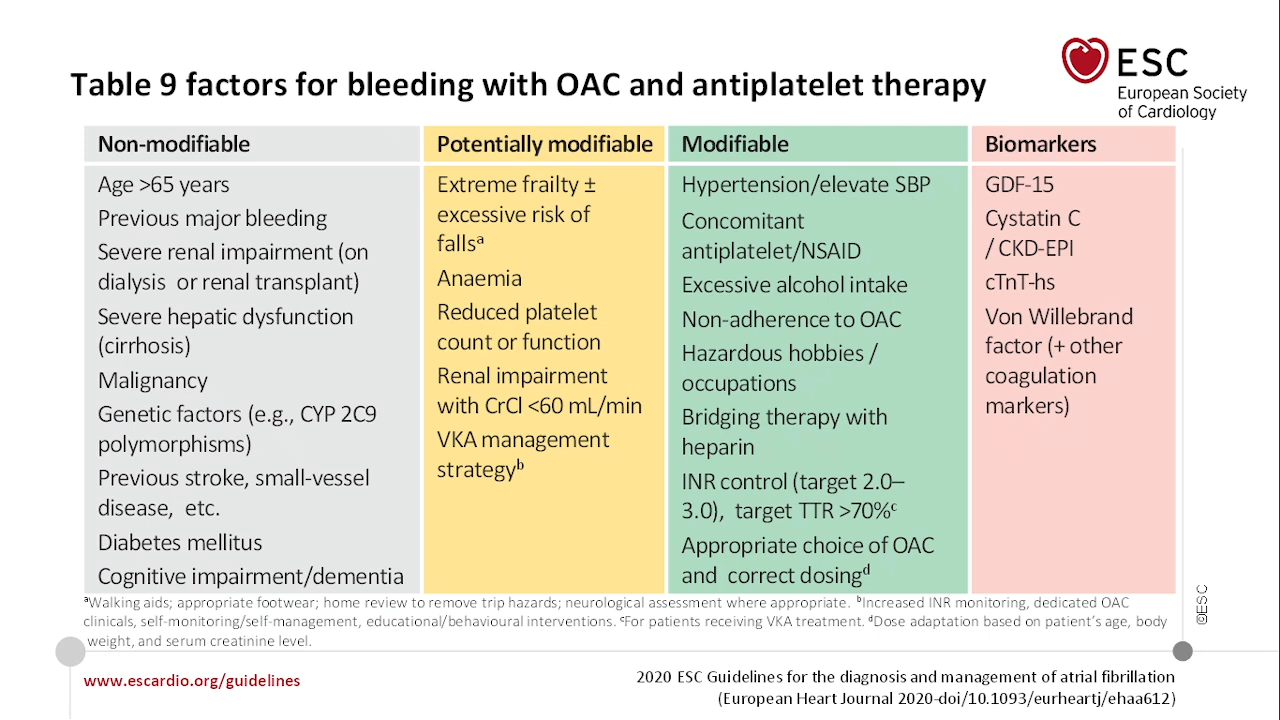 Table 9 factors for bleeding with OAC and antiplatelet therapy
ESC
European Society
of Cardiology
Non-modifiable
Age >65 years
Previous major bleeding
Severe renal impairment (on
dialysis or renal transplant)
Severe hepatic dysfunction
(cirrhosis)
Malignancy
Genetic factors (e.g., CYP 2C9
polymorphisms)
Previous stroke, small-vessel
disease, etc.
Diabetes mellitus
Cognitive impairment/dementia
Potentially modifiable
Extreme frailty ±
excessive risk of
fallsᵃ
Anaemia
Reduced platelet
count or function
Renal impairment
with CrCl <60 mL/min
VKA management
strategyᵇ
Modifiable
Hypertension/elevate SBP
Concomitant
antiplatelet/NSAID
Excessive alcohol intake
Non-adherence to OAC
Hazardous hobbies /
occupations
Bridging therapy with
heparin
INR control (target 2.0–
3.0), target TTR >70%ᶜ
Appropriate choice of OAC
and correct dosingᵈ
Biomarkers
GDF-15
Cystatin C
/ CKD-EPI
cTnT-hs
Von Willebrand
factor (+ other
coagulation
markers)
ᵃWalking aids; appropriate footwear; home review to remove trip hazards; neurological assessment where appropriate. ᵇIncreased INR monitoring, dedicated OAC
clinicals, self-monitoring/self-management, educational/behavioural interventions. ᶜFor patients receiving VKA treatment. ᵈDose adaptation based on patient's age, body
weight, and serum creatinine level.
©ESC
www.escardio.org/guidelines
2020 ESC Guidelines for the diagnosis and management of atrial fibrillation
(European Heart Journal 2020-doi/10.1093/eurheartj/ehaa612)